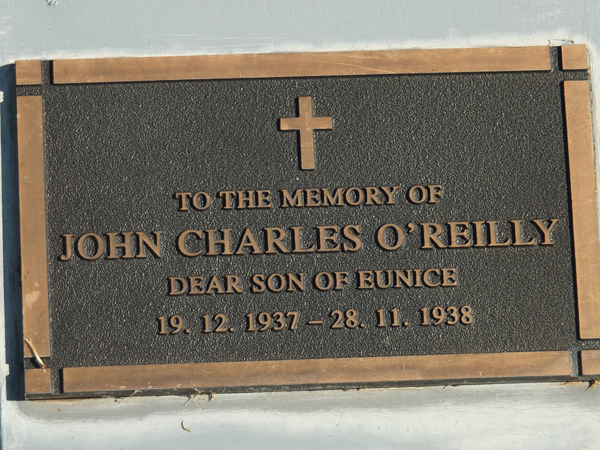 TO THE MEMORY OF
JOHN CHARLES O'REILLY
DEAR SON OF EUNICE
19. 12. 1937 – 28. 11. 1938